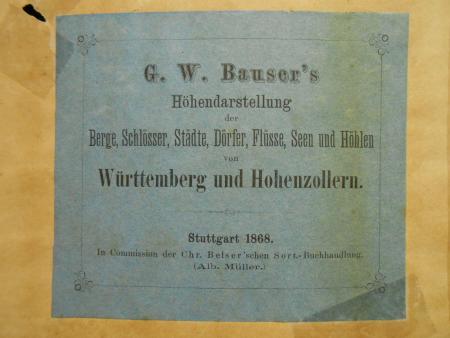 G. W. Bauser's
Höhendarstellung
der
Berge, Schlösser, Städte, Dörfer, Flüsse, Seen und Höhlen
von
Württemberg und Hohenzollern.
Stuttgart 1868.
In Commission der Chr. Belser'schen Sort.-Buchhandlung.
(Alb. Müller.)